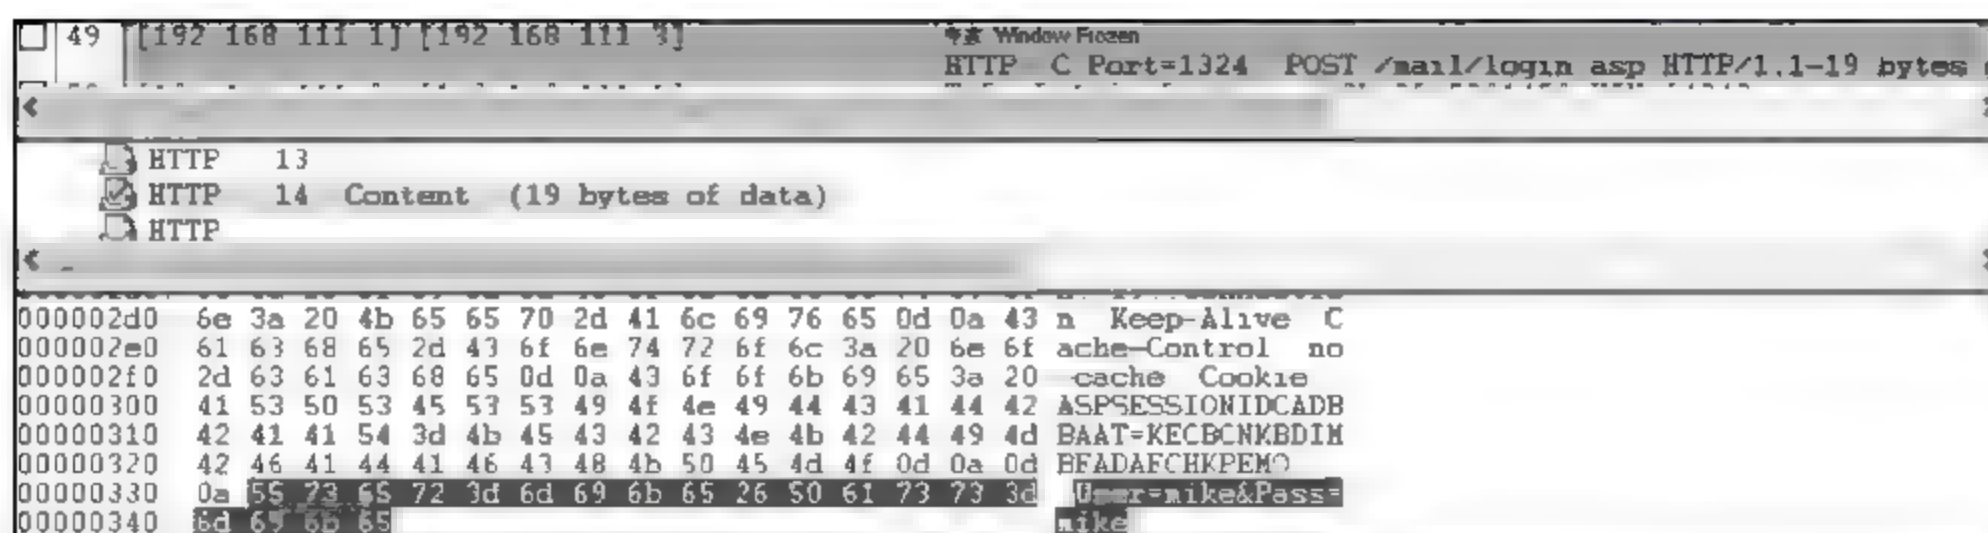 49 [192 168 111 1] [192 168 111 3] Window Frozen
HTTP C Port=1324 POST /mail/login asp HTTP/1.1-19 bytes
HTTP 13
HTTP 14 Content (19 bytes of data)
HTTP
000002d0 6e 3a 20 4b 65 65 70 2d 41 6c 69 76 65 0d 0a 43 n Keep-Alive C
000002e0 61 63 68 65 2d 43 6f 6e 74 72 6f 6c 3a 20 6e 6f ache-Control no
000002f0 2d 63 61 63 68 65 0d 0a 43 6f 6f 6b 69 65 3a 20 -cache Cookie
00000300 41 53 50 53 45 53 53 49 4f 4e 49 44 43 41 44 42 ASPSESSIONIDCADB
00000310 42 41 41 54 3d 4b 45 43 42 43 4e 4b 42 44 49 4d BAAT=KECBCNKBDIM
00000320 42 46 41 44 41 46 43 48 4b 50 45 4d 4f 0d 0a 0d BFADAFCHKPEMO
00000330 0a 55 73 65 72 3d 6d 69 6b 65 26 50 61 73 73 3d User=mike&Pass=
00000340 6d 69 6b 65 mike